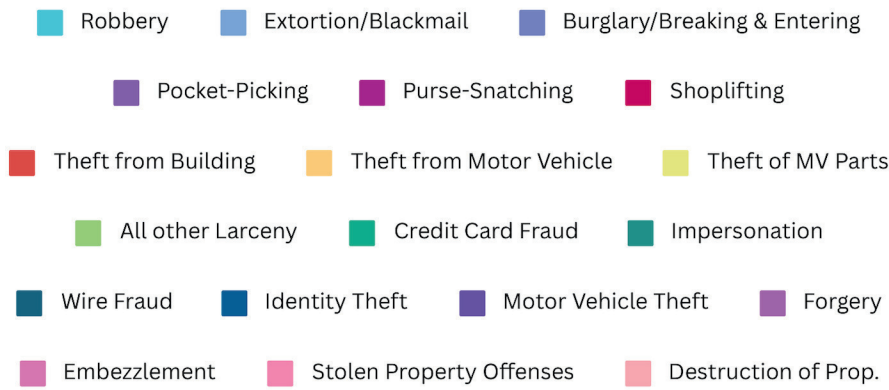 Robbery Extortion/Blackmail Burglary/Breaking & Entering
Pocket-Picking Purse-Snatching Shoplifting
Theft from Building Theft from Motor Vehicle Theft of MV Parts
All other Larceny Credit Card Fraud Impersonation
Wire Fraud Identity Theft Motor Vehicle Theft Forgery
Embezzlement Stolen Property Offenses Destruction of Prop.